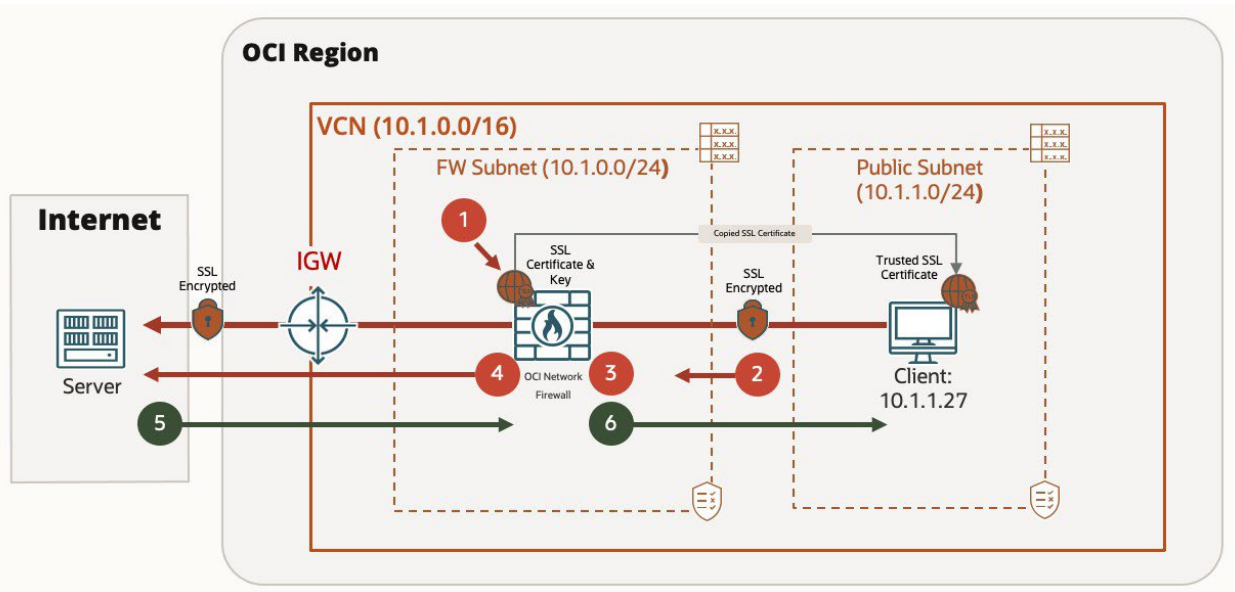 OCI Region
VCN (10.1.0.0/16)
X.X.X.
X.X.X.
X.X.X.
X.X.X.
X.X.X.
X.X.X.
FW Subnet (10.1.0.0/24)
Public Subnet
(10.1.1.0/24)
Internet
1
Copied SSL Certificate
IGW
SSL
Certificate &
Key
Trusted SSL
Certificate
SSL
Encrypted
SSL
Encrypted
Server
4
OCI Network
Firewall
3
2
Client:
10.1.1.27
5
6